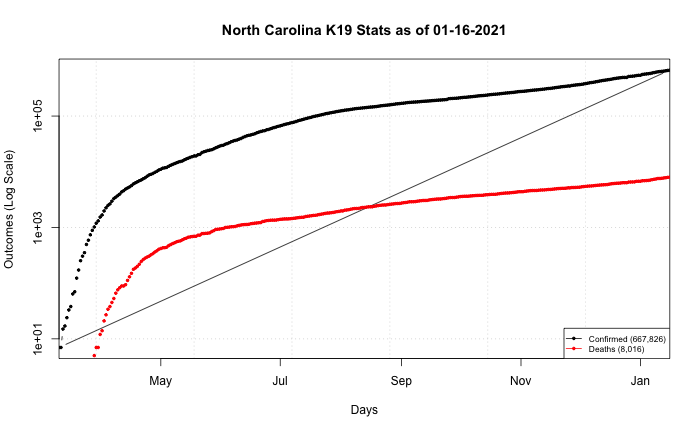 North Carolina K19 Stats as of 01-16-2021
Outcomes (Log Scale)
1e+05
1e+03
1e+01
Confirmed (667,826)
Deaths (8,016)
May
Jul
Sep
Nov
Jan
Days